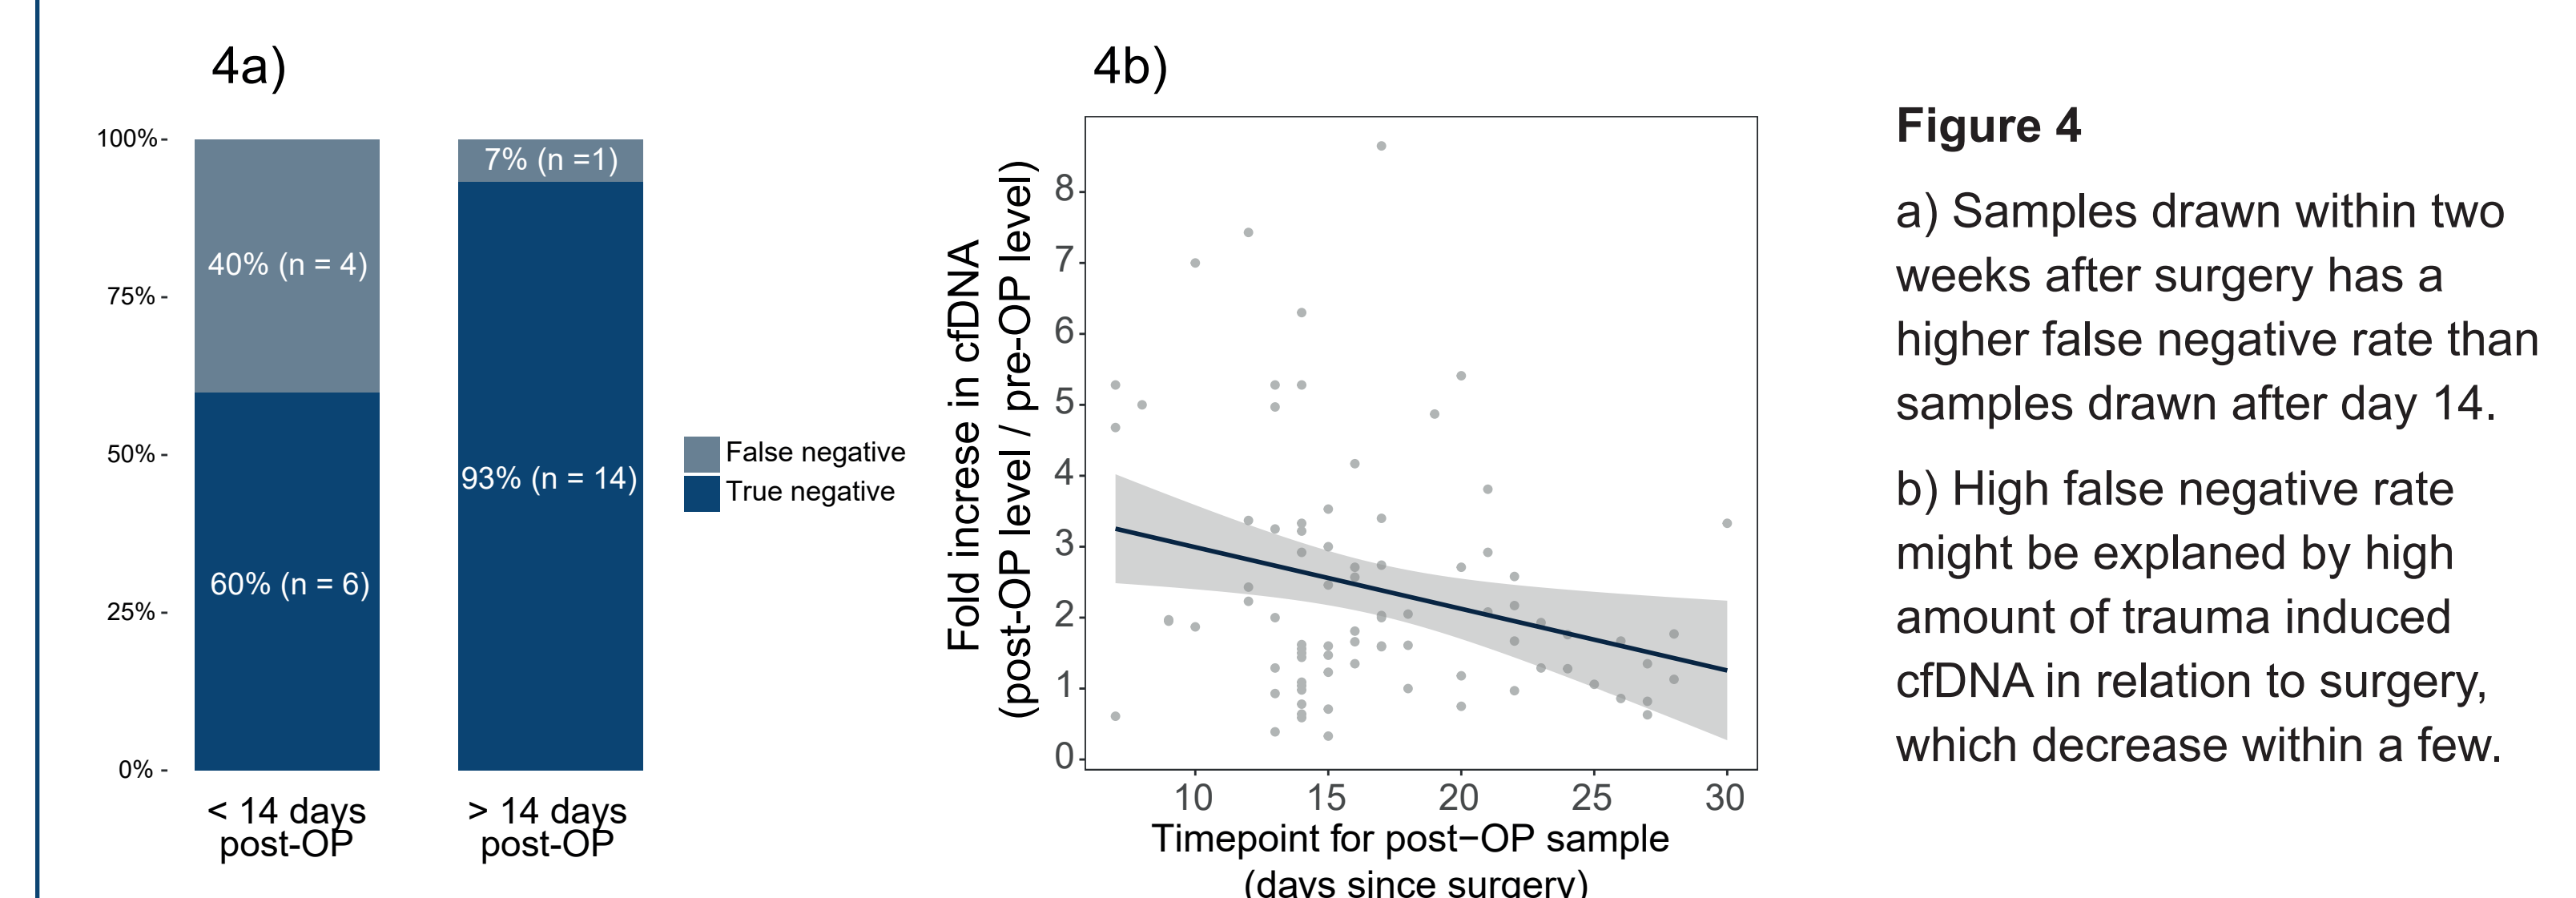 4a)
100%-
75% -
50% -
25% -
0% -
40% (n = 4)
60% (n = 6)
7% (n =1)
93% (n = 14)
< 14 days
post-OP
> 14 days
post-OP
False negative
True negative
4b)
Fold increse in cfDNA
(post-OP level / pre-OP level)
8
7
6
5
4
3
2
1
0
10 15 20 25 30
Timepoint for post−OP sample
(days since surgery)
Figure 4
a) Samples drawn within two
weeks after surgery has a
higher false negative rate than
samples drawn after day 14.
b) High false negative rate
might be explaned by high
amount of trauma induced
cfDNA in relation to surgery,
which decrease within a few.